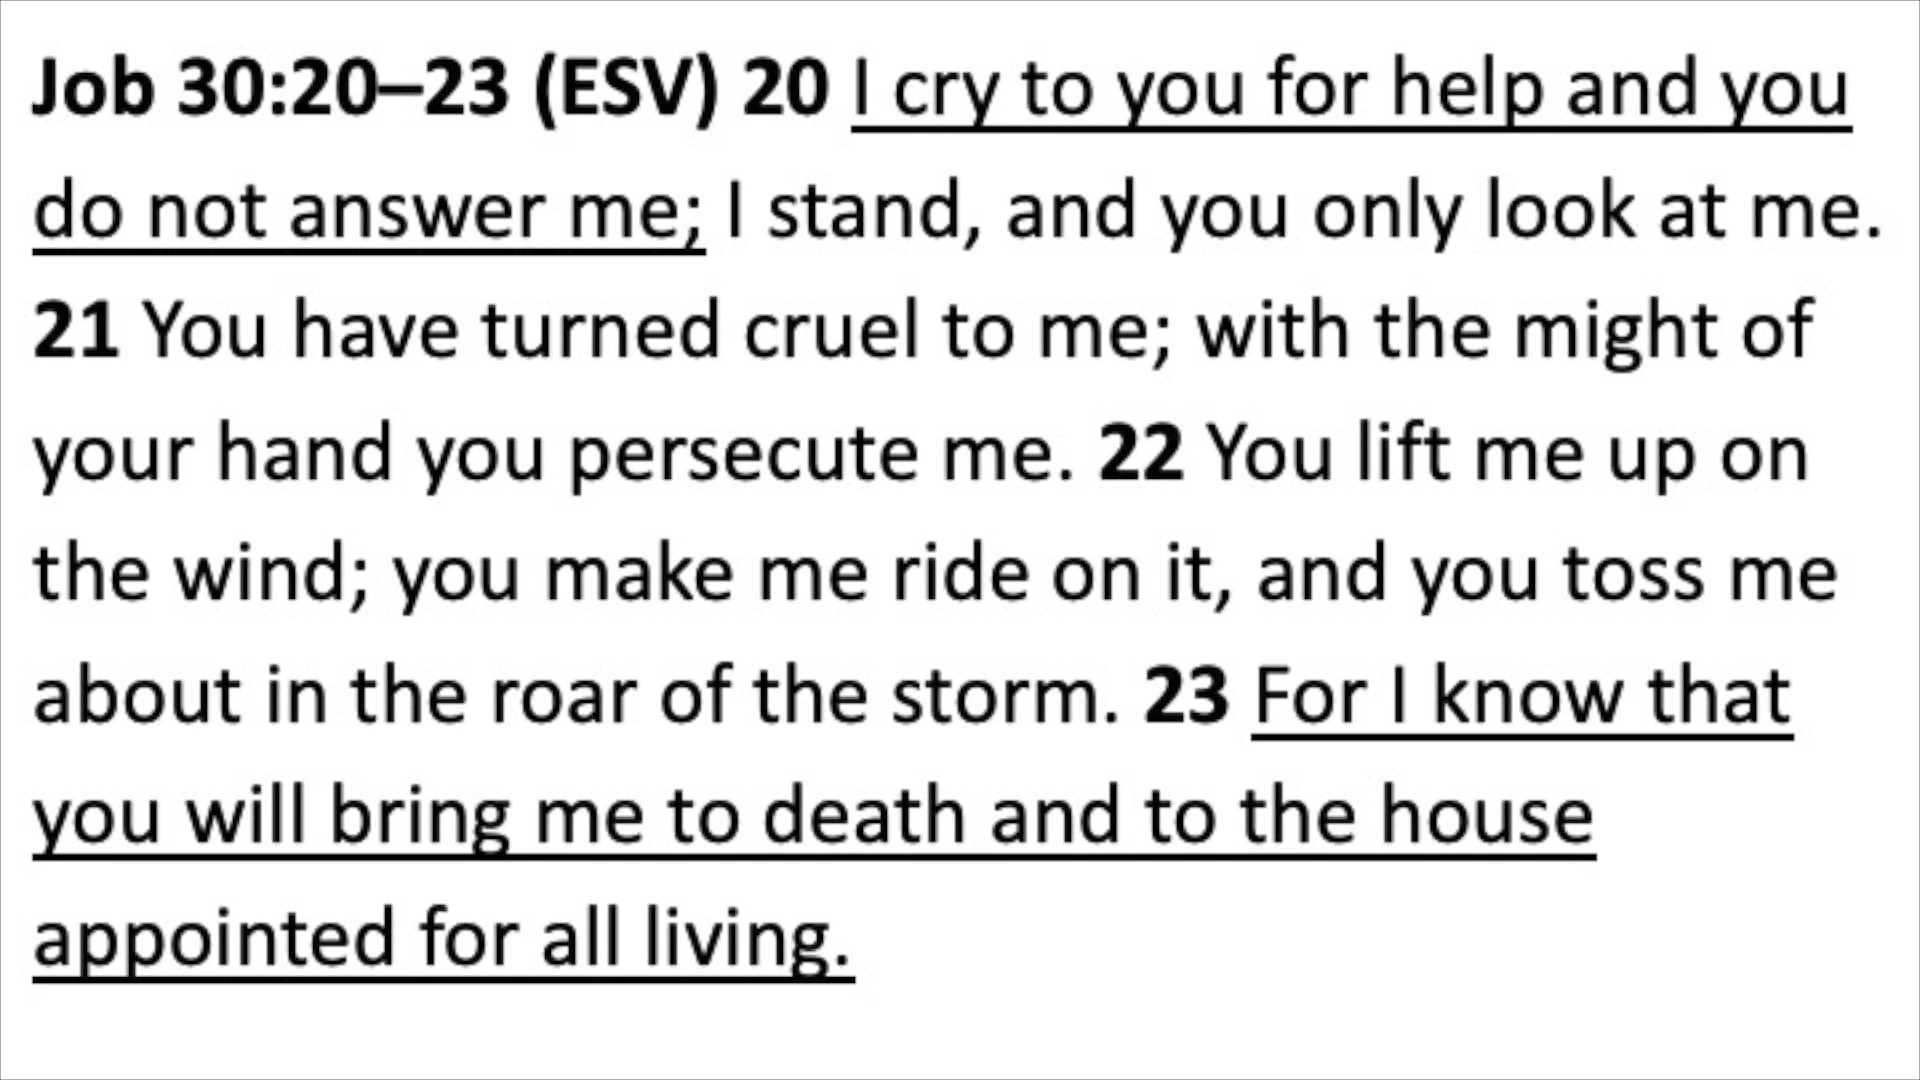 Job 30:20–23 (ESV) 20 I cry to you for help and you
do not answer me; I stand, and you only look at me.
21 You have turned cruel to me; with the might of
your hand you persecute me. 22 You lift me up on
the wind; you make me ride on it, and you toss me
about in the roar of the storm. 23 For I know that
you will bring me to death and to the house
appointed for all living.